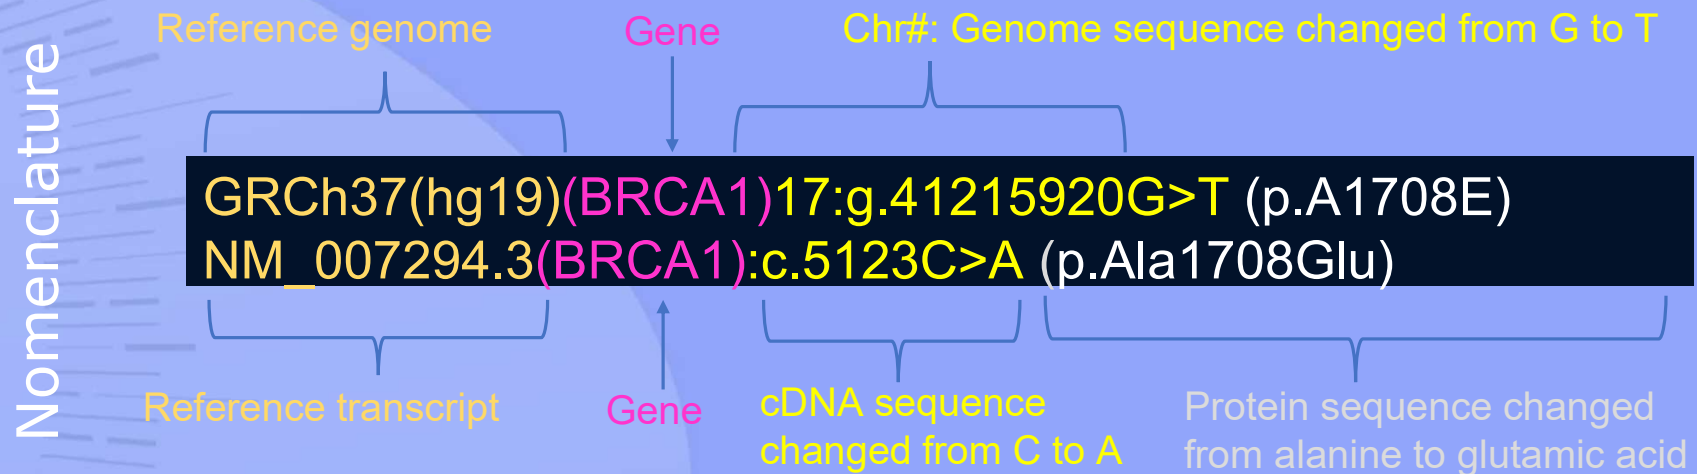 Nomenclature
Reference genome
Gene
Chr#: Genome sequence changed from G to T
GRCh37(hg19)(BRCA1)17:g.41215920G>T (p.A1708E)
NM_007294.3(BRCA1):c.5123C>A (p.Ala1708Glu)
Reference transcript
Gene
cDNA sequence
changed from C to A
Protein sequence changed
from alanine to glutamic acid